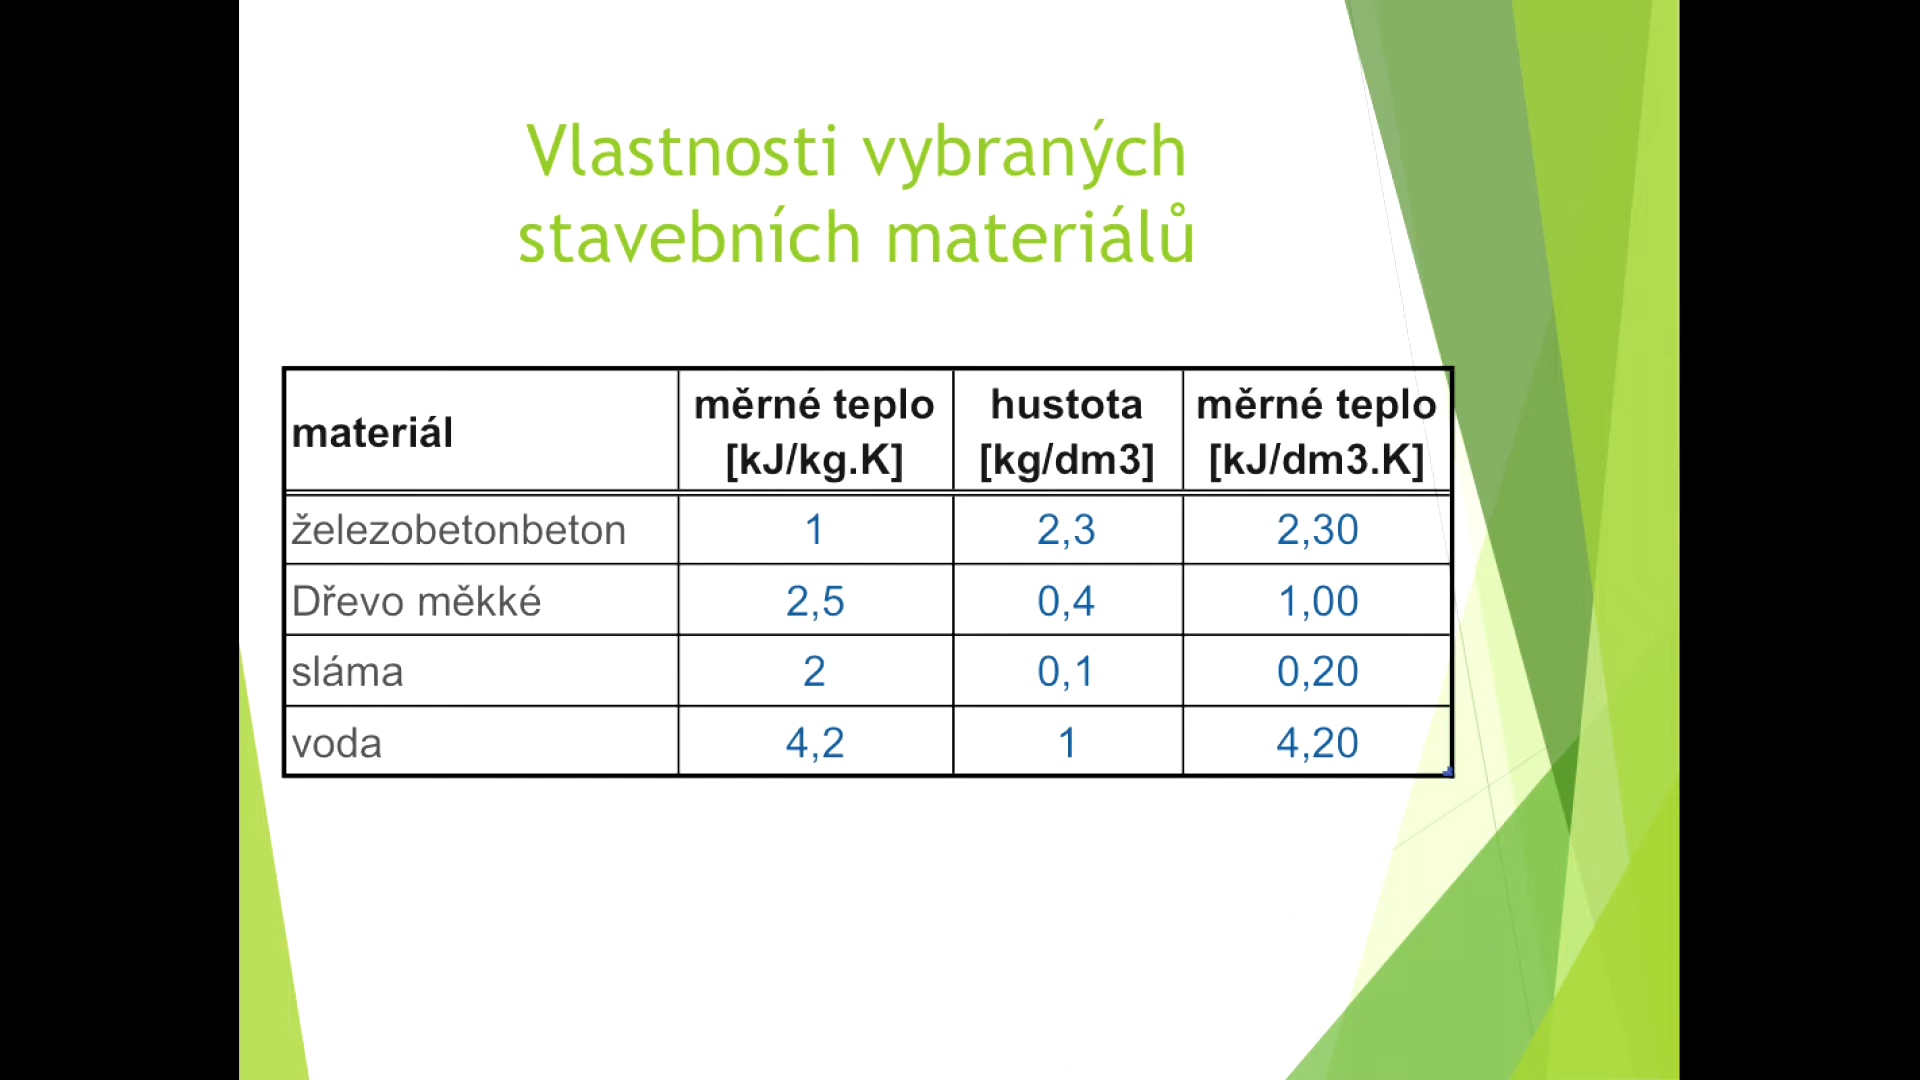 Vlastnosti vybraných
stavebních materiálů
materiál
měrné teplo
[kJ/kg.K]
hustota
[kg/dm3]
měrné teplo
[kJ/dm3.K]
železobetonbeton 1 2,3 2,30
Dřevo měkké 2,5 0,4 1,00
sláma 2 0,1 0,20
voda 4,2 1 4,20